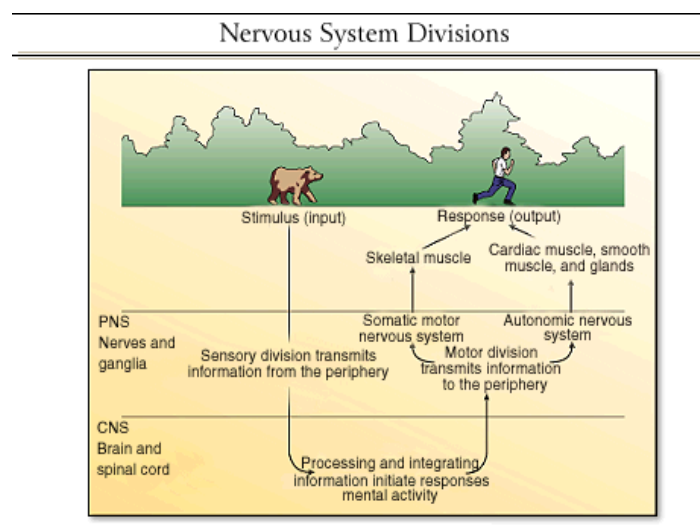 Nervous System Divisions
Stimulus (input)
Response (output)
Skeletal muscle
Cardiac muscle, smooth
muscle, and glands
PNS
Nerves and
ganglia
Sensory division transmits
information from the periphery
Somatic motor
nervous system
Autonomic nervous
system
Motor division
transmits information
to the periphery
CNS
Brain and
spinal cord
Processing and integrating
information initiate responses
mental activity